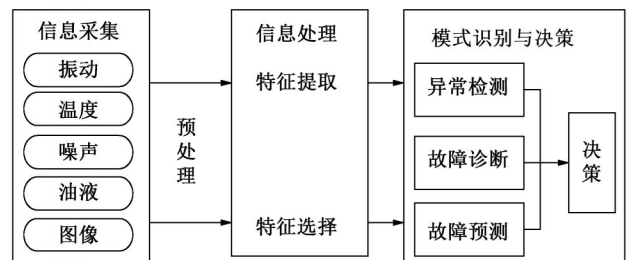 信息采集
振动
温度
噪声
油液
图像
预处理
信息处理
特征提取
特征选择
模式识别与决策
异常检测
故障诊断
故障预测
决策